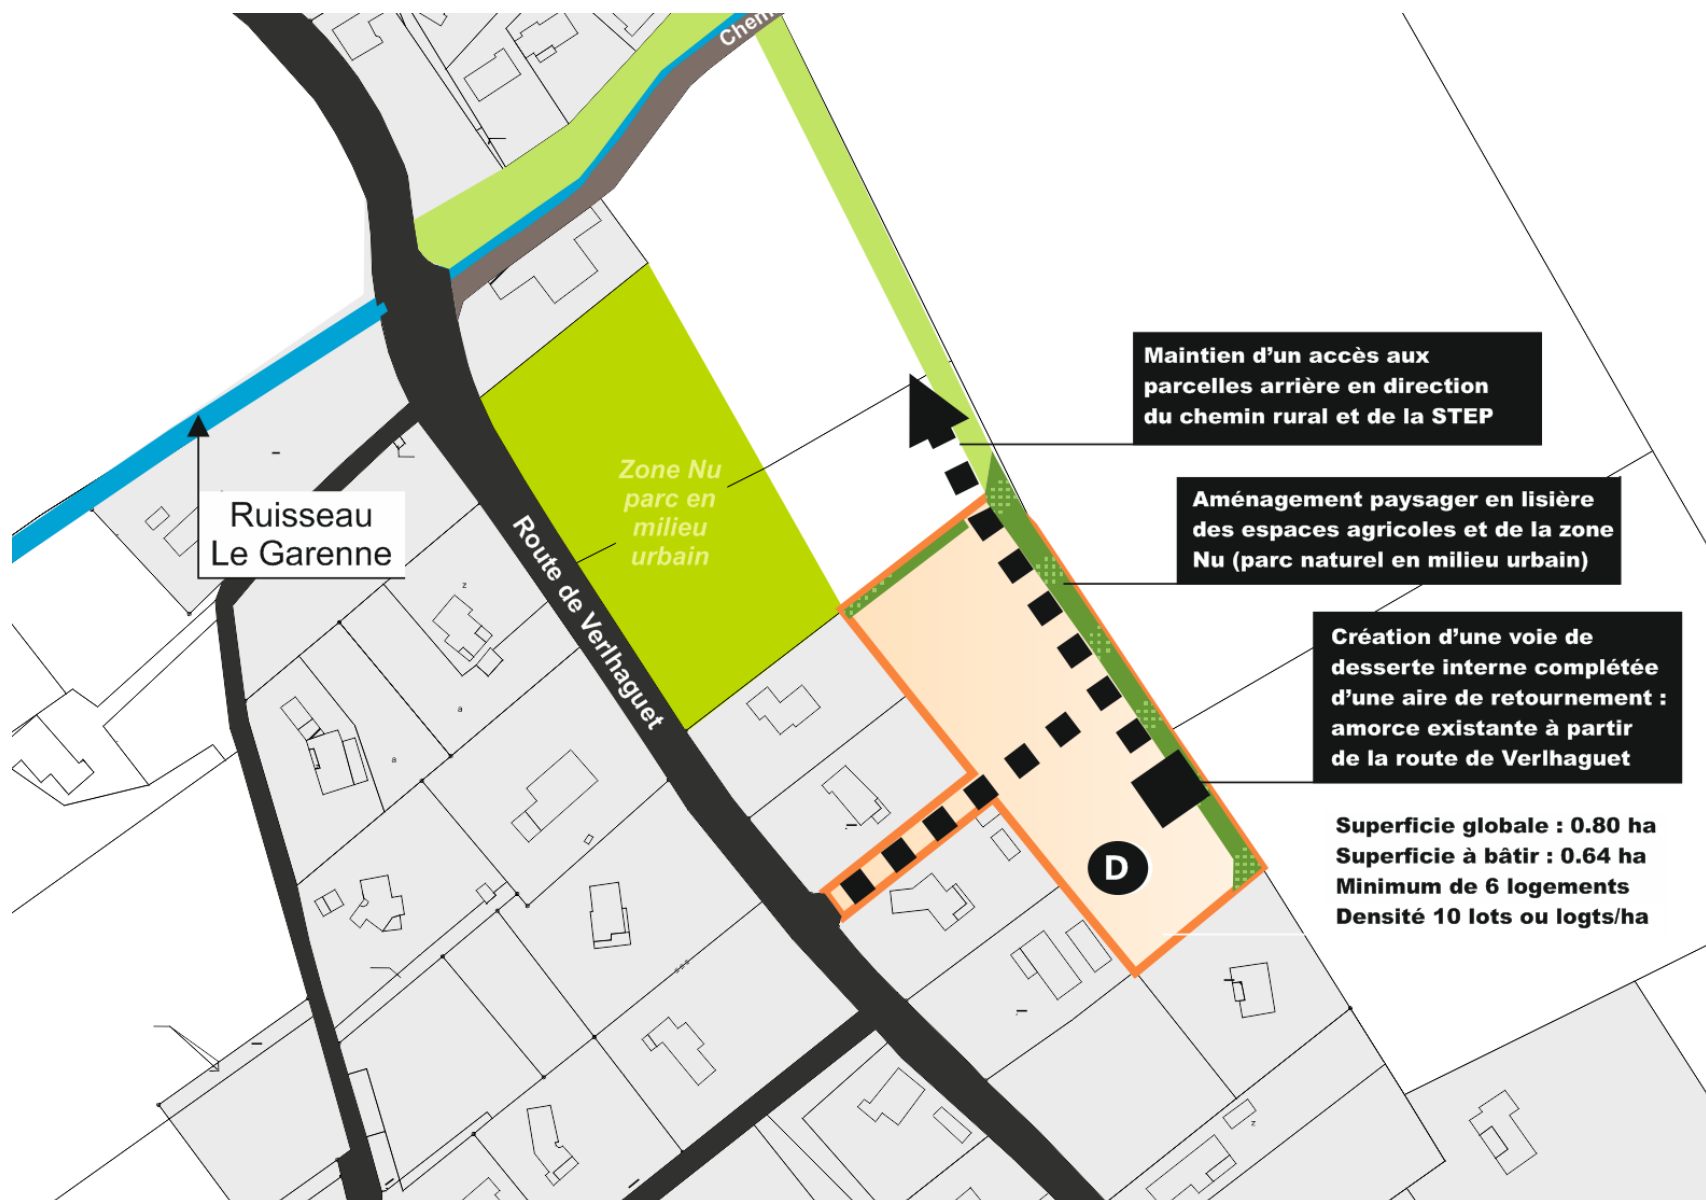 Chem
Maintien d'un accès aux
parcelles arrière en direction
du chemin rural et de la STEP
Zone Nu
parc en
milieu
urbain
Ruisseau
Le Garenne
Route de Verlhaguet
Aménagement paysager en lisière
des espaces agricoles et de la zone
Nu (parc naturel en milieu urbain)
Création d'une voie de
desserte interne complétée
d'une aire de retournement :
amorce existante à partir
de la route de Verlhaguet
z
a
a
D
Superficie globale : 0.80 ha
Superficie à bâtir : 0.64 ha
Minimum de 6 logements
Densité 10 lots ou logts/ha
z